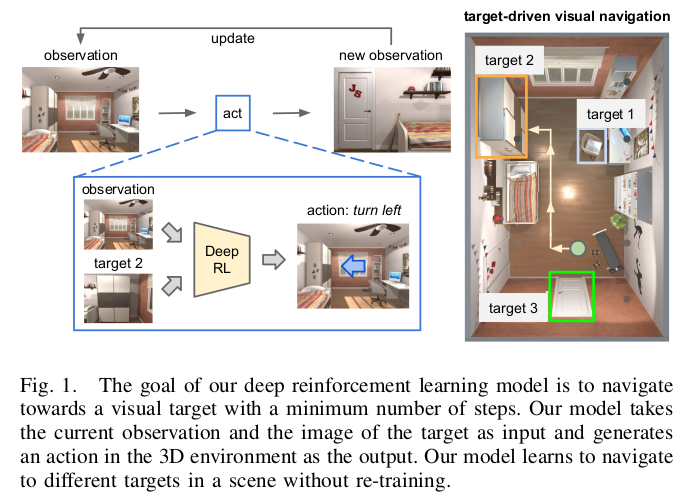 target-driven visual navigation
update
observation
new observation
act
J S
target 2
target 1
target 3
observation
target 2
Deep
RL
action: turn left
Fig. 1. The goal of our deep reinforcement learning model is to navigate
towards a visual target with a minimum number of steps. Our model takes
the current observation and the image of the target as input and generates
an action in the 3D environment as the output. Our model learns to navigate
to different targets in a scene without re-training.